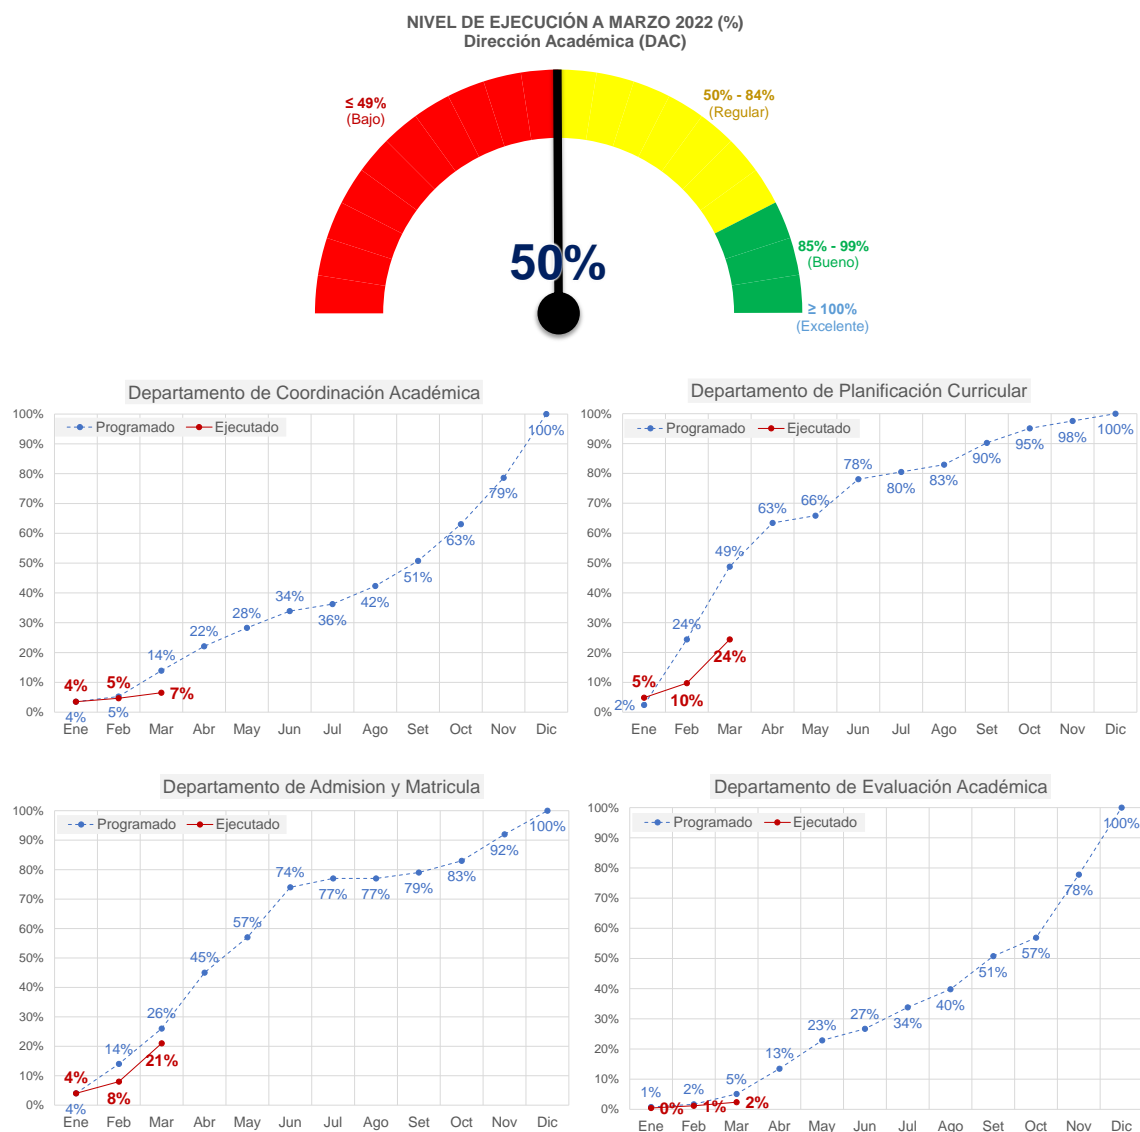 NIVEL DE EJECUCIÓN A MARZO 2022 (%)
Dirección Académica (DAC)
≤ 49%
(Bajo)
50% - 84%
(Regular)
85% - 99%
(Bueno)
≥ 100%
(Excelente)
50%
Departamento de Coordinación Académica
Programado Ejecutado
100%
90%
80%
70%
60%
50%
40%
30%
20%
10%
0%
4% 5% 14% 22% 28% 34% 36% 42% 51% 63% 79% 100%
4% 5% 7%
Ene Feb Mar Abr May Jun Jul Ago Set Oct Nov Dic
Departamento de Planificación Curricular
Programado Ejecutado
100%
90%
80%
70%
60%
50%
40%
30%
20%
10%
0%
2% 24% 49% 63% 66% 78% 80% 83% 90% 95% 98% 100%
5% 10% 24%
Ene Feb Mar Abr May Jun Jul Ago Set Oct Nov Dic
Departamento de Admision y Matricula
Programado Ejecutado
100%
90%
80%
70%
60%
50%
40%
30%
20%
10%
0%
4% 14% 26% 45% 57% 74% 77% 77% 79% 83% 92% 100%
4% 8% 21%
Ene Feb Mar Abr May Jun Jul Ago Set Oct Nov Dic
Departamento de Evaluación Académica
Programado Ejecutado
100%
90%
80%
70%
60%
50%
40%
30%
20%
10%
0%
1% 2% 5% 13% 23% 27% 34% 40% 51% 57% 78% 100%
0% 1% 2%
Ene Feb Mar Abr May Jun Jul Ago Set Oct Nov Dic